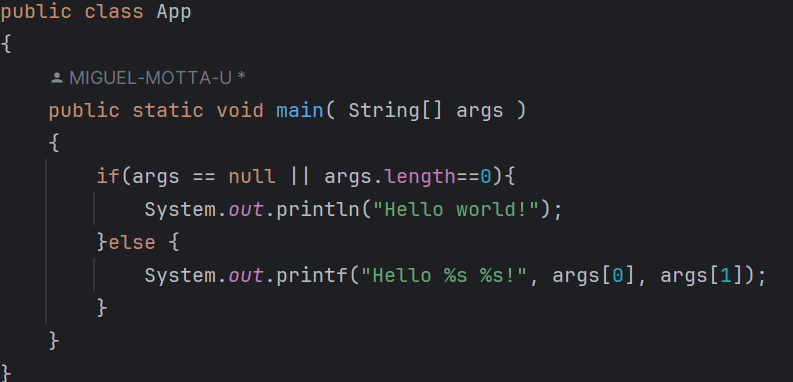 public class App
{
MIGUEL-MOTTA-U *
public static void main( String[] args )
{
if(args == null || args.length==0){
System.out.println("Hello world!");
}else {
System.out.printf("Hello %s %s!", args[0], args[1]);
}
}
}